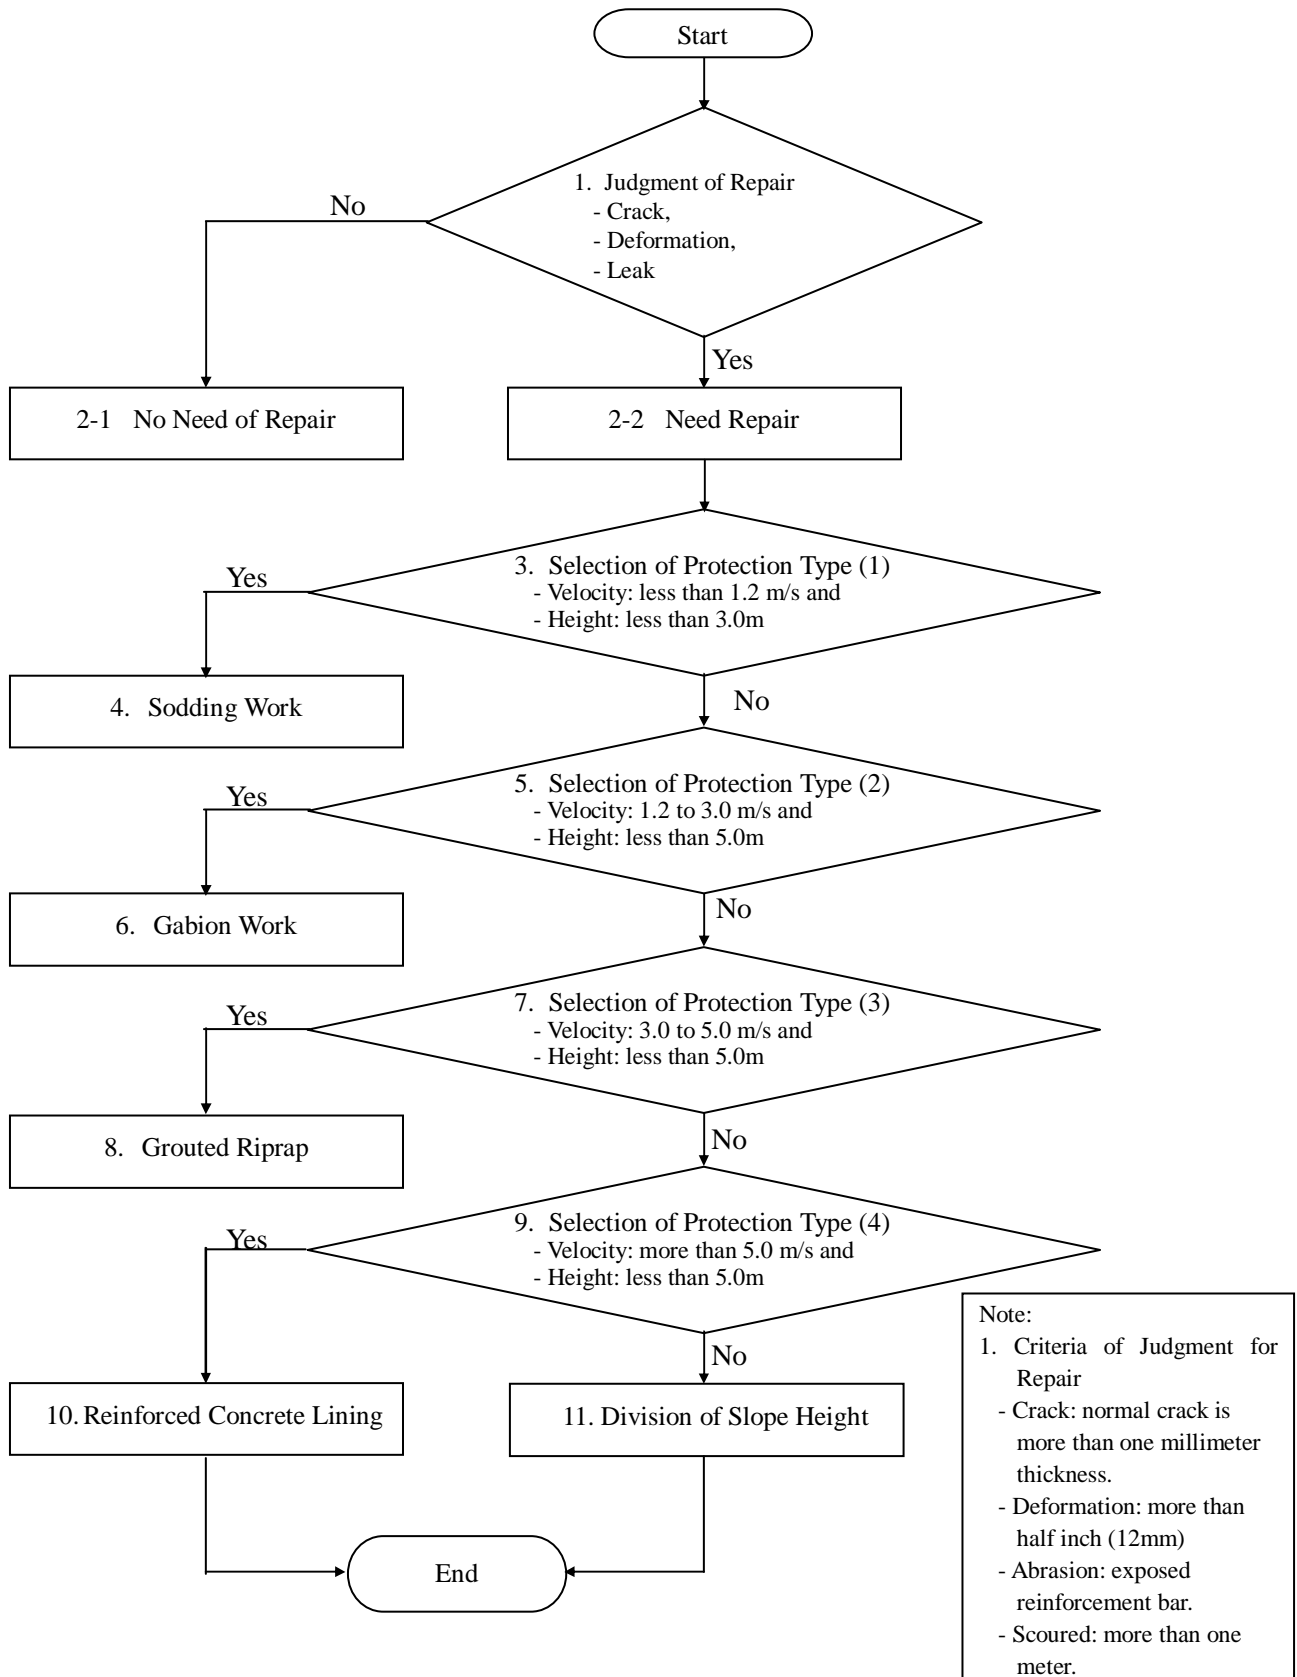 Start
1. Judgment of Repair
- Crack,
- Deformation,
- Leak
No
Yes
2-1 No Need of Repair
2-2 Need Repair
3. Selection of Protection Type (1)
- Velocity: less than 1.2 m/s and
- Height: less than 3.0m
Yes
4. Sodding Work
No
5. Selection of Protection Type (2)
- Velocity: 1.2 to 3.0 m/s and
- Height: less than 5.0m
Yes
6. Gabion Work
No
7. Selection of Protection Type (3)
- Velocity: 3.0 to 5.0 m/s and
- Height: less than 5.0m
Yes
8. Grouted Riprap
No
9. Selection of Protection Type (4)
- Velocity: more than 5.0 m/s and
- Height: less than 5.0m
Yes
No
10. Reinforced Concrete Lining
11. Division of Slope Height
End
Note:
1. Criteria of Judgment for
Repair
- Crack: normal crack is
more than one millimeter
thickness.
- Deformation: more than
half inch (12mm)
- Abrasion: exposed
reinforcement bar.
- Scoured: more than one
meter.